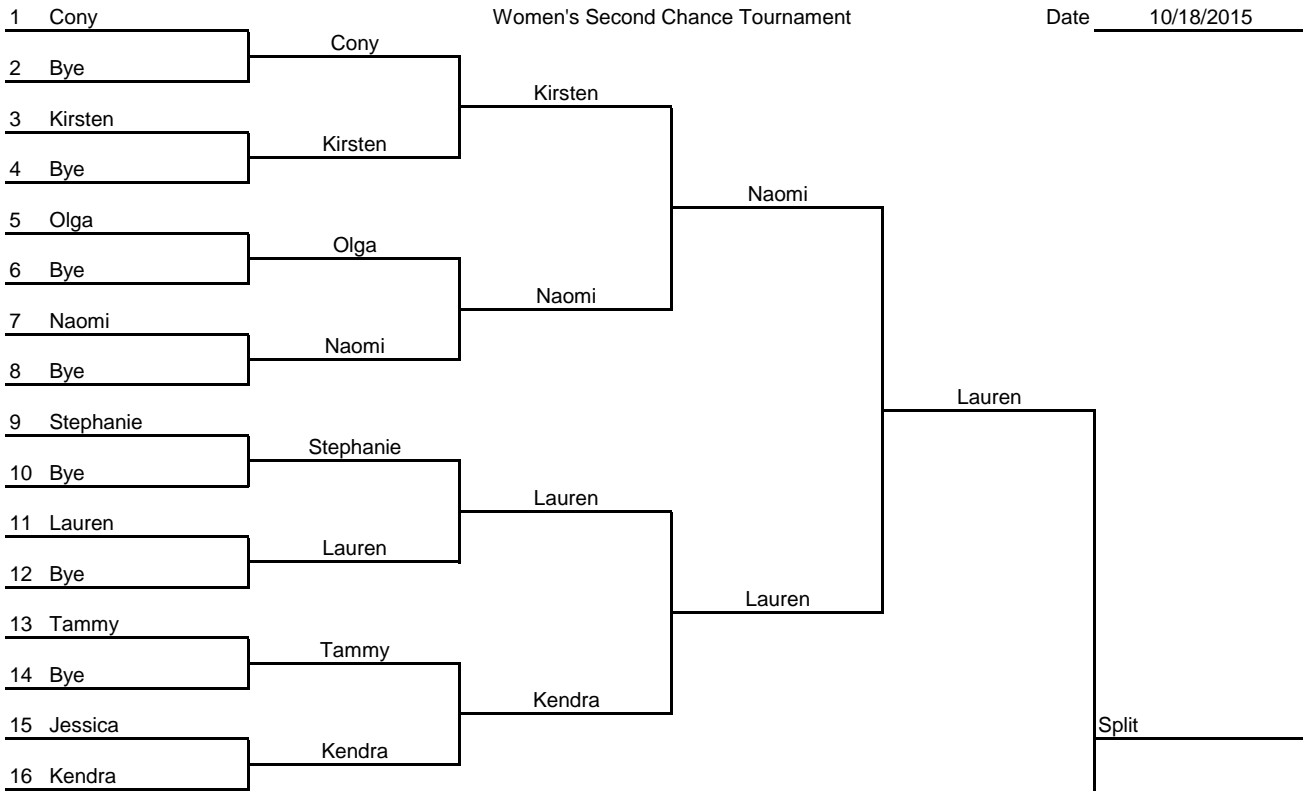 1 Cony
Women's Second Chance Tournament
Date 10/18/2015
Cony
2 Bye
Kirsten
3 Kirsten
Kirsten
4 Bye
Naomi
5 Olga
Olga
6 Bye
Naomi
7 Naomi
Naomi
8 Bye
Lauren
9 Stephanie
Stephanie
10 Bye
Lauren
11 Lauren
Lauren
12 Bye
Lauren
13 Tammy
Tammy
14 Bye
Kendra
15 Jessica
Split
Kendra
16 Kendra